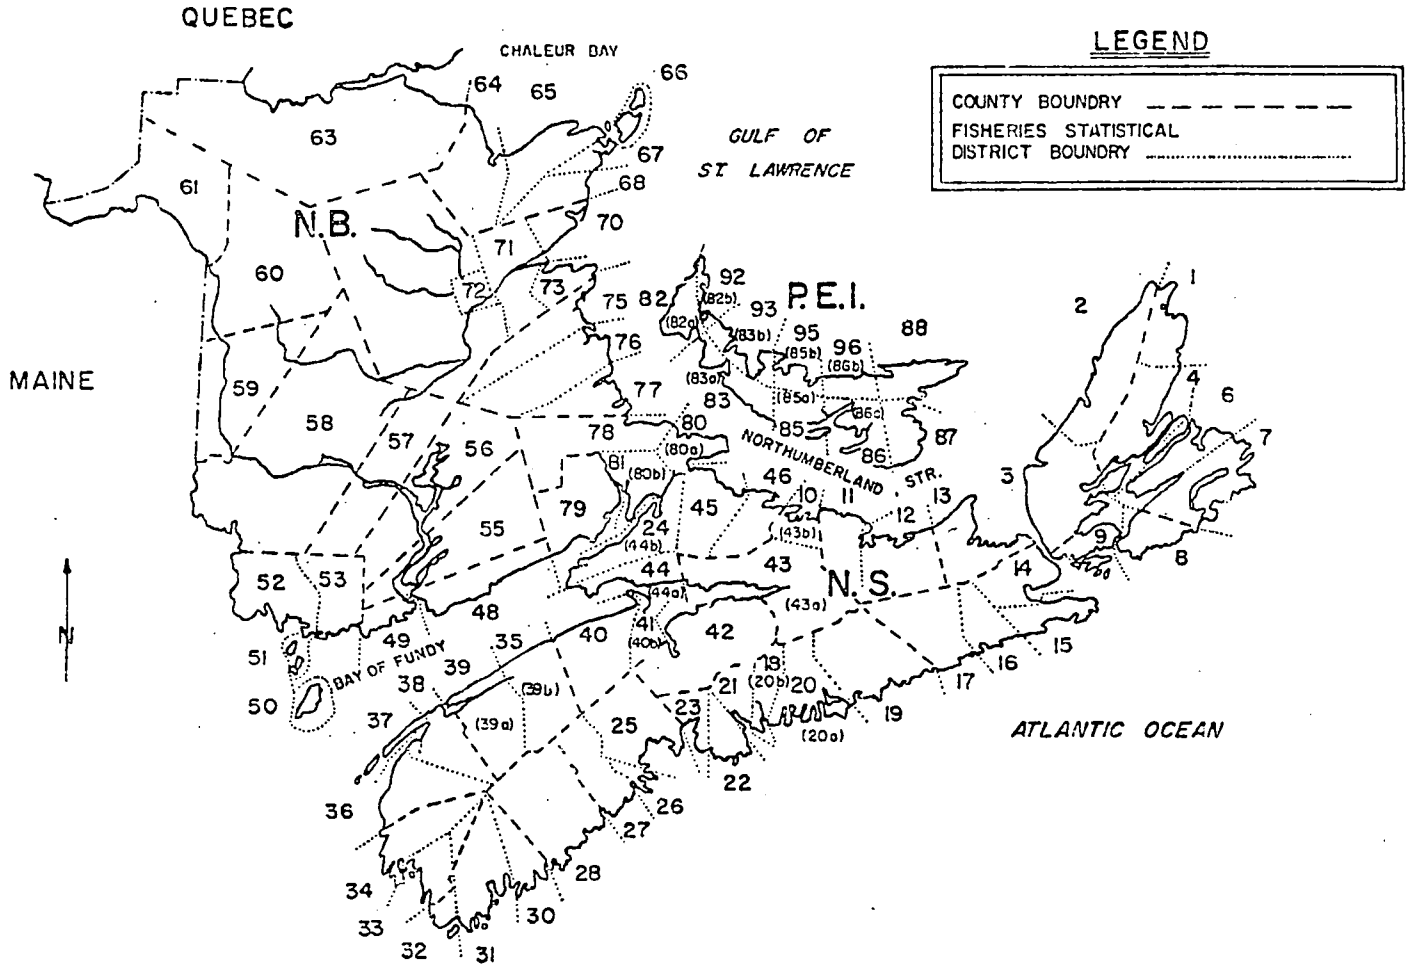 QUEBEC
CHALEUR BAY
LEGEND
COUNTY BOUNDRY
FISHERIES STATISTICAL
DISTRICT BOUNDRY
64
65
66
63
GULF OF
ST. LAWRENCE
67
61
68
N.B.
70
71
60
72
73
75
76
77
92
P.E.I.
82
(82b)
93
(82a)
(83b)
95
(85b)
96
(86b)
88
(83a)
83
(85a)
(86a)
85
86
87
1
2
4
6
7
3
9
8
MAINE
59
58
57
56
78
80
(80a)
NORTHUMBERLAND STR.
81
(80b)
46
10
11
12
13
79
45
(43b)
55
24
(44b)
43
44
N.S.
14
(44a)
(43a)
52
53
48
41
(40b)
42
40
35
49
N
51
BAY OF FUNDY
39
38
50
37
(39b)
(39a)
18
(20b)
20
21
23
25
15
16
17
19
(20a)
22
ATLANTIC OCEAN
36
26
27
28
34
33
30
32
31